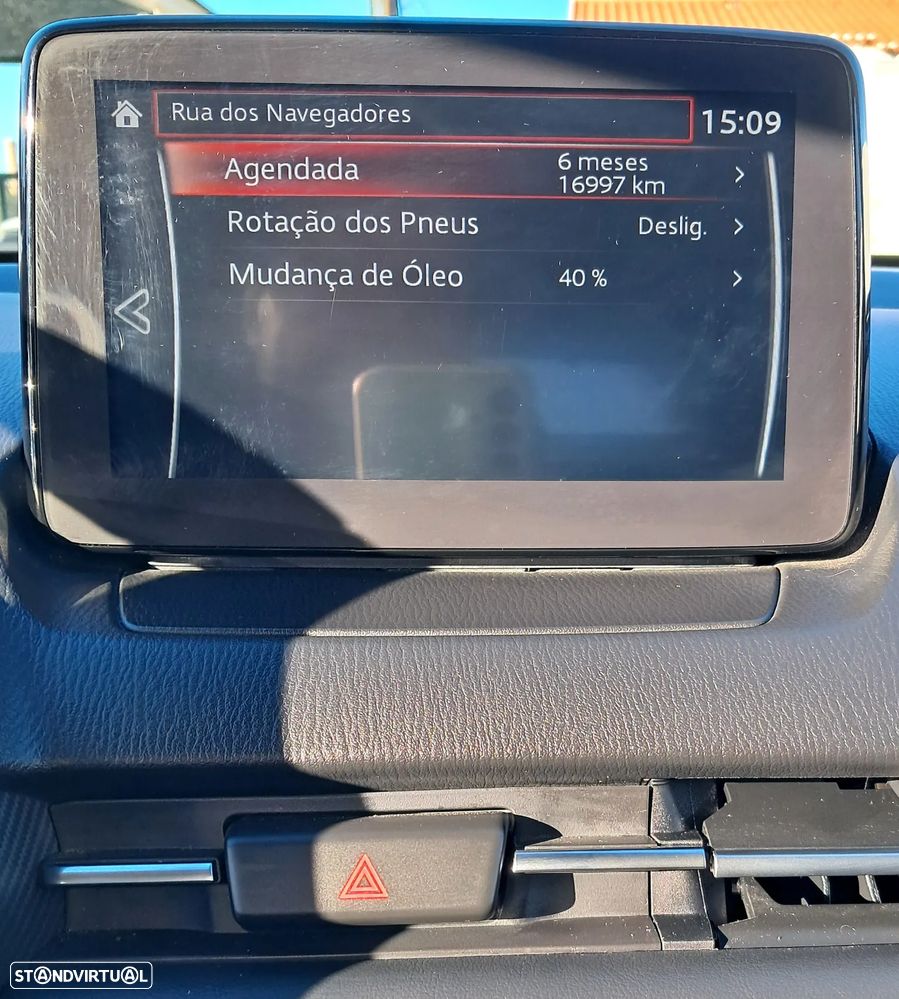 Rua dos Navegadores
15:09
Agendada
6 meses
16997 km
Rotação dos Pneus
Deslig.
Mudança de Óleo
40 %
STANDVIRTUAL